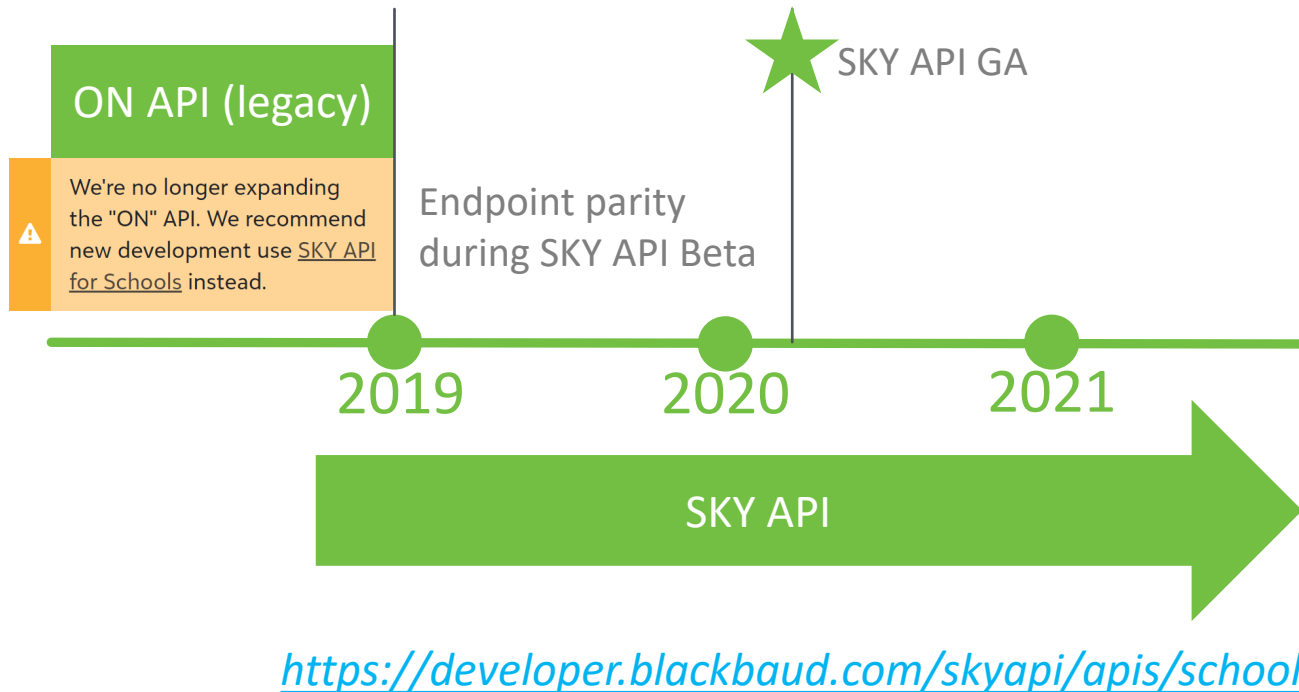 SKY API GA
ON API (legacy)
We're no longer expanding
the "ON" API. We recommend
new development use SKY API
for Schools instead.
Endpoint parity
during SKY API Beta
2019
2020
2021
SKY API
https://developer.blackbaud.com/skyapi/apis/school